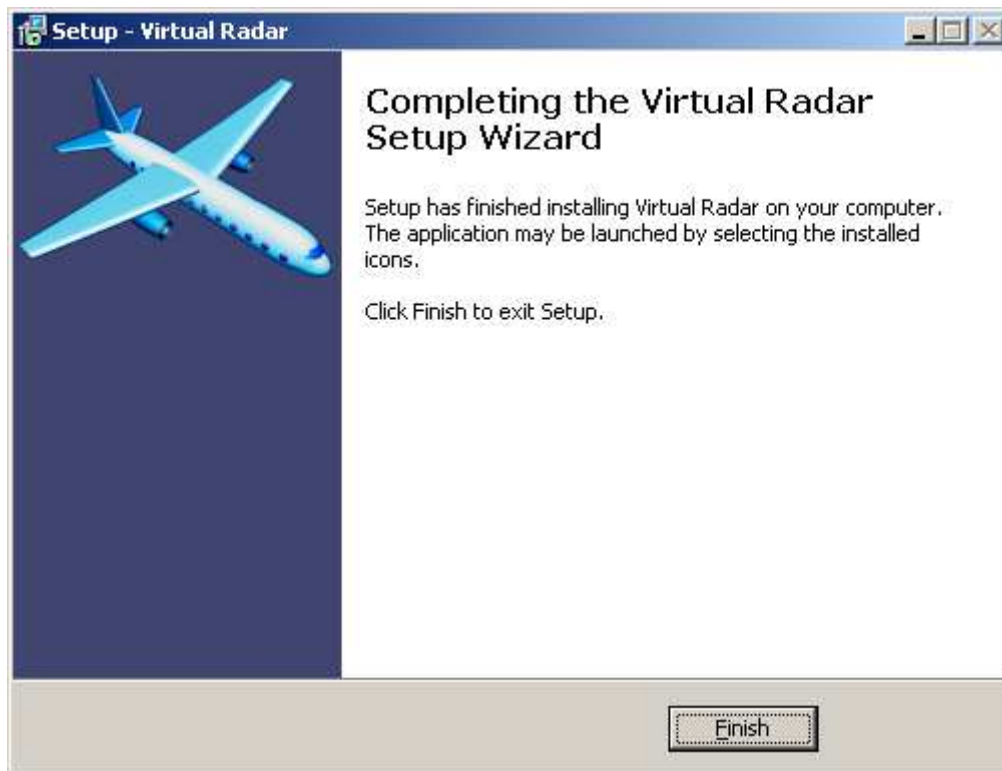 Setup - Virtual Radar
Completing the Virtual Radar
Setup Wizard
Setup has finished installing Virtual Radar on your computer.
The application may be launched by selecting the installed
icons.
Click Finish to exit Setup.
Finish